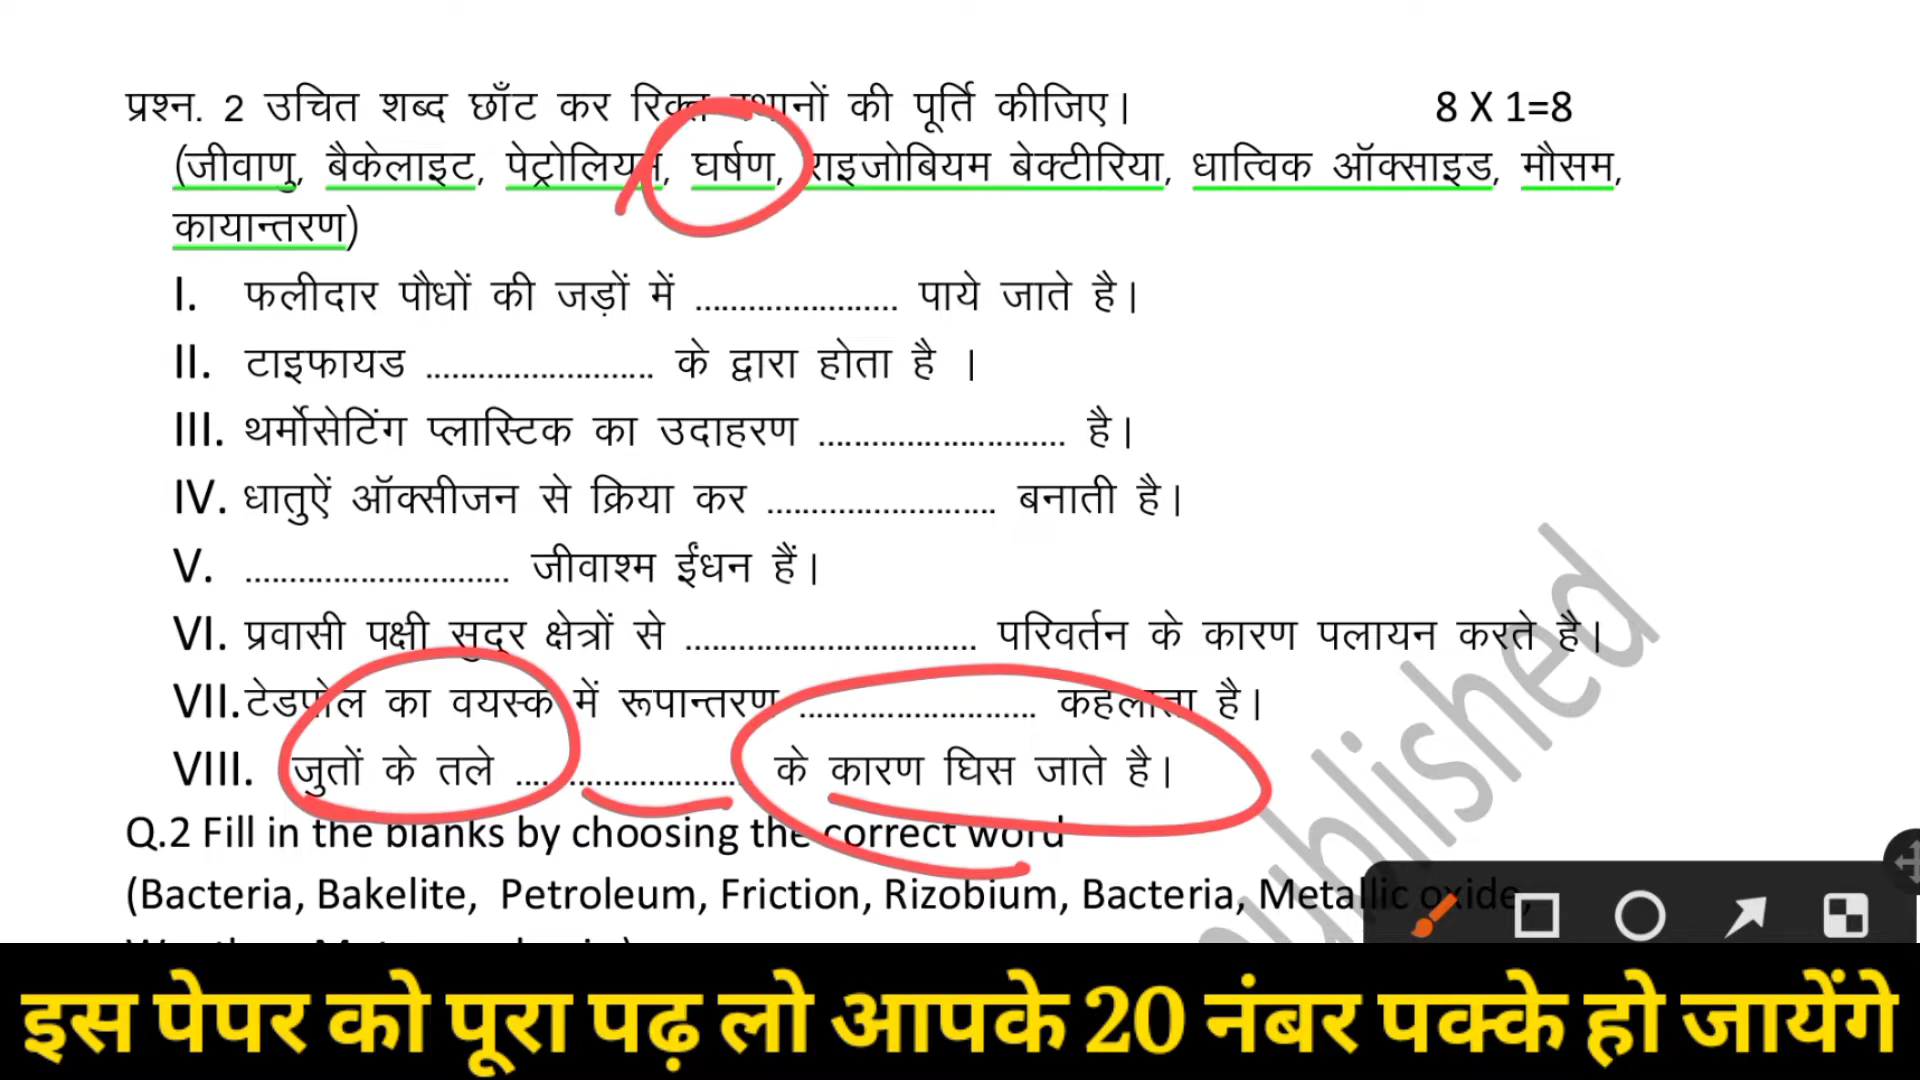 प्रश्न. 2 उचित शब्द छाँट कर रिक्त स्थानों की पूर्ति कीजिए। 8 X 1=8
(जीवाणु, बैकेलाइट, पेट्रोलियम, घर्षण, राइजोबियम बेक्टीरिया, धात्विक ऑक्साइड, मौसम,
कायान्तरण)
I. फलीदार पौधों की जड़ों में ....................... पाये जाते है।
II. टाइफायड .......................... के द्वारा होता है ।
III. थर्मोसेटिंग प्लास्टिक का उदाहरण ............................ है।
IV. धातुऐं ऑक्सीजन से क्रिया कर .......................... बनाती है।
V. .............................. जीवाश्म ईंधन हैं।
VI. प्रवासी पक्षी सुदूर क्षेत्रों से ................................. परिवर्तन के कारण पलायन करते है।
VII. टेडपोल का वयस्क में रूपान्तरण ........................... कहलाता है।
VIII. जुतों के तले ........................... के कारण घिस जाते है।
Q.2 Fill in the blanks by choosing the correct word
(Bacteria, Bakelite, Petroleum, Friction, Rizobium, Bacteria, Metallic oxide,
इस पेपर को पूरा पढ़ लो आपके 20 नंबर पक्के हो जायेंगे